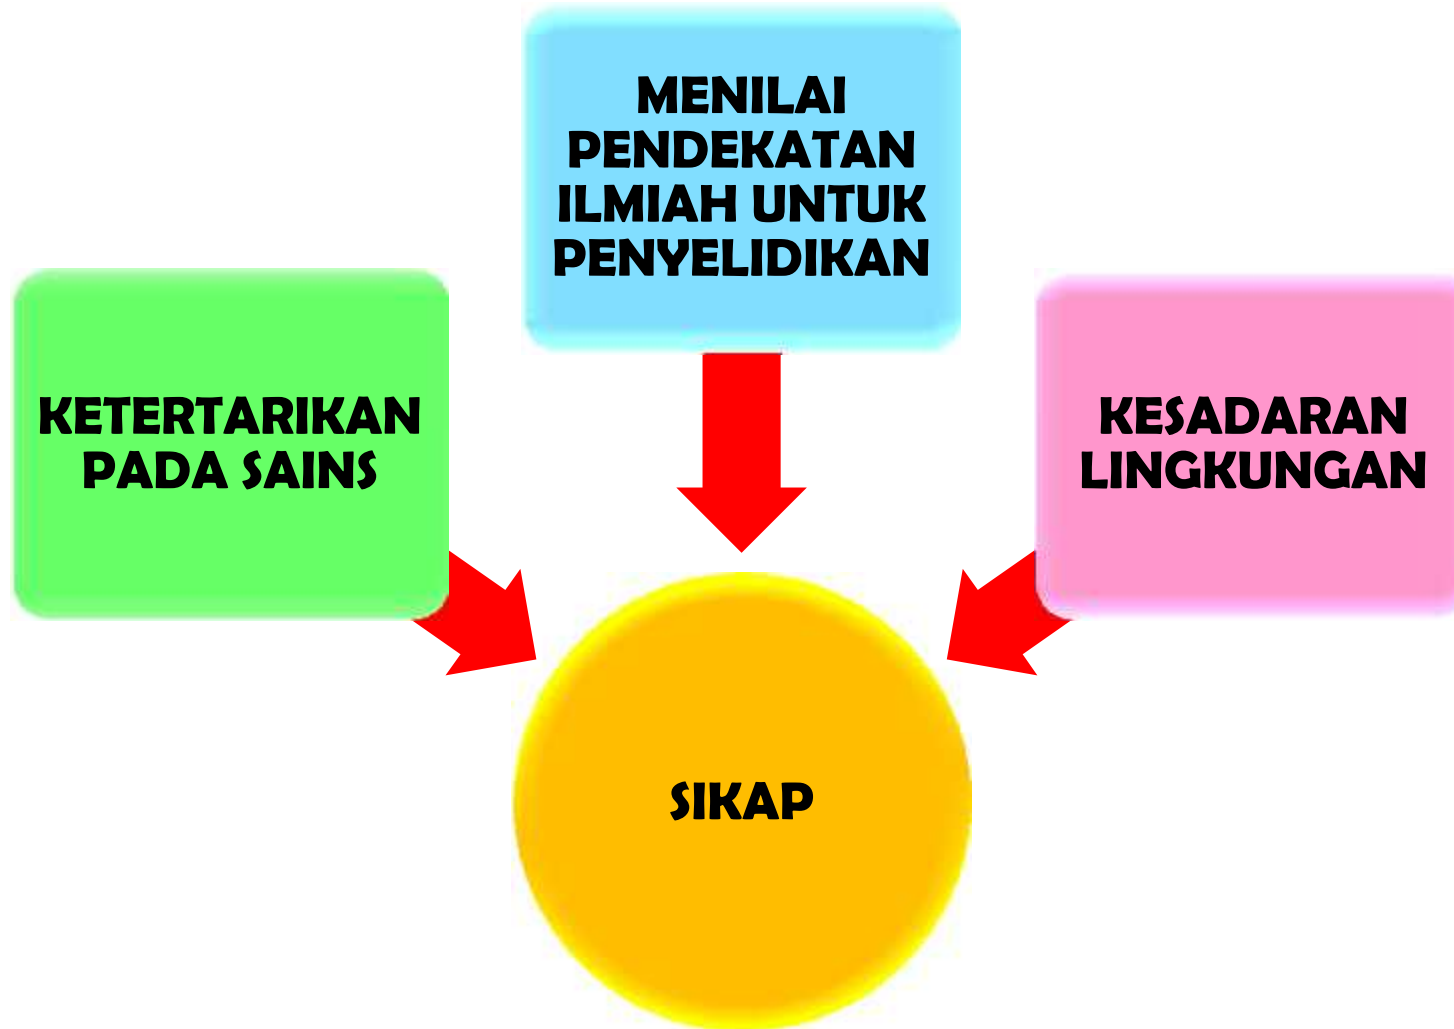 MENILAI
PENDEKATAN
ILMIAH UNTUK
PENYELIDIKAN
KETERTARIKAN
PADA SAINS
KESADARAN
LINGKUNGAN
SIKAP